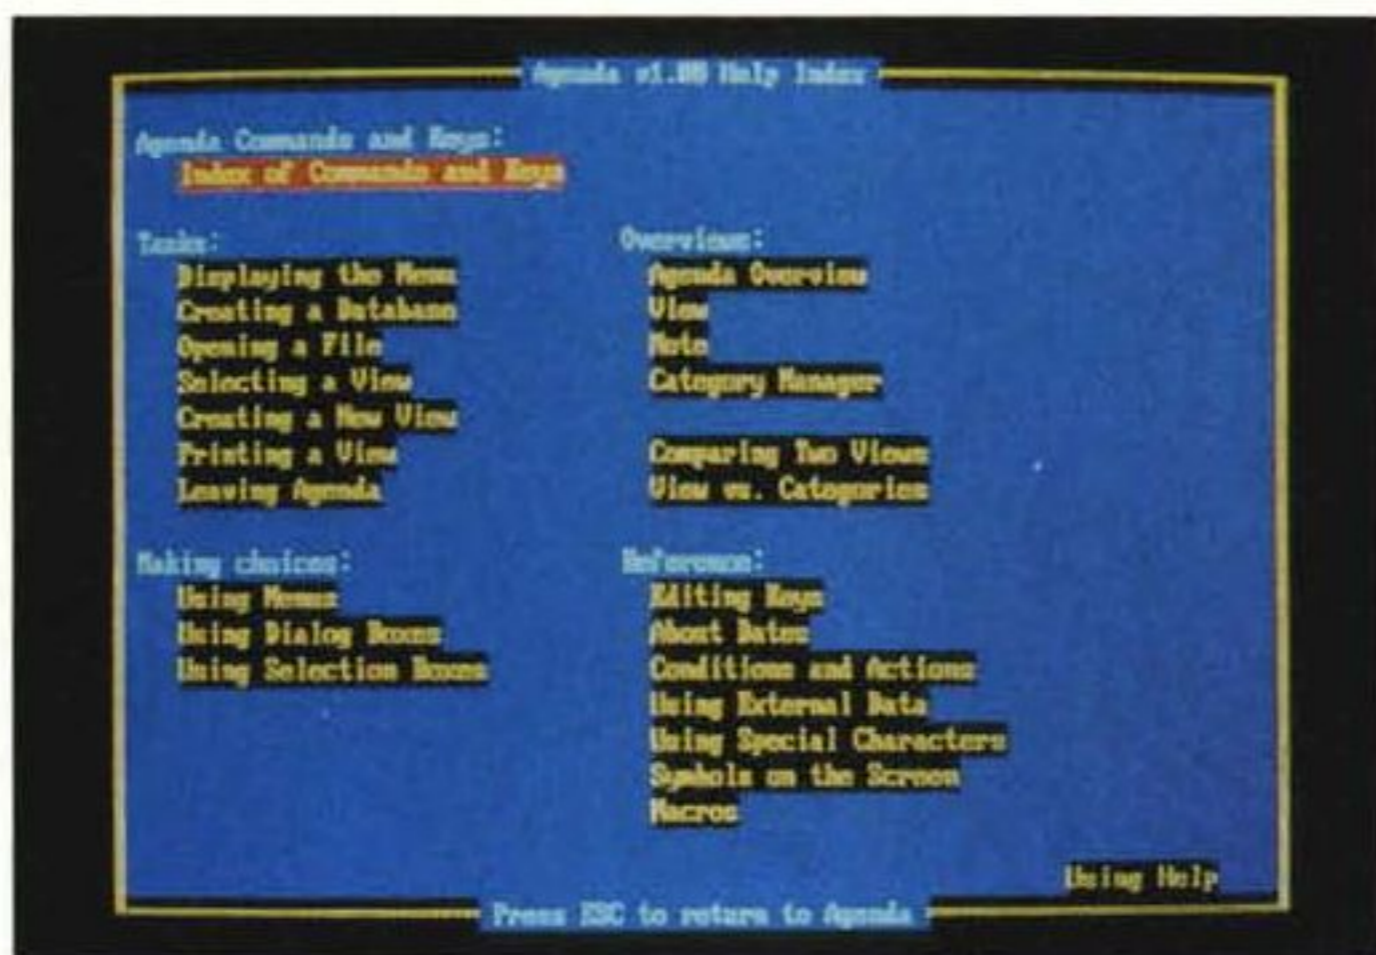 Agenda v1.00 Help Index
Agenda Commands and Keys:
Index of Commands and Keys
Tasks:
Displaying the Menu
Creating a Database
Opening a File
Selecting a View
Creating a New View
Printing a View
Leaving Agenda
Overviews:
Agenda Overview
View
Note
Category Manager
Comparing Two Views
View vs. Categories
Making choices:
Using Menus
Using Dialog Boxes
Using Selection Boxes
Reference:
Editing Keys
About Dates
Conditions and Actions
Using External Data
Using Special Characters
Symbols on the Screen
Macros
Using Help
Press ESC to return to Agenda